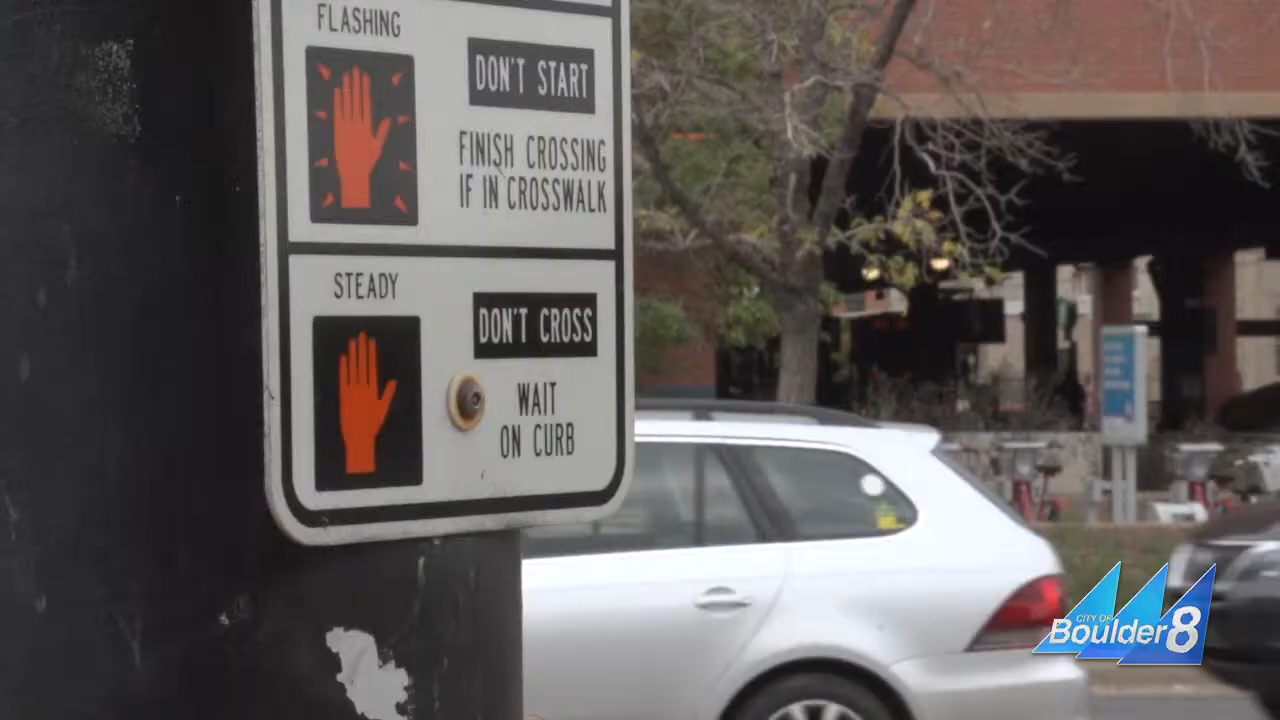 FLASHING
DON'T START
FINISH CROSSING
IF IN CROSSWALK
STEADY
DON'T CROSS
WAIT
ON CURB
CITY OF
Boulder 8